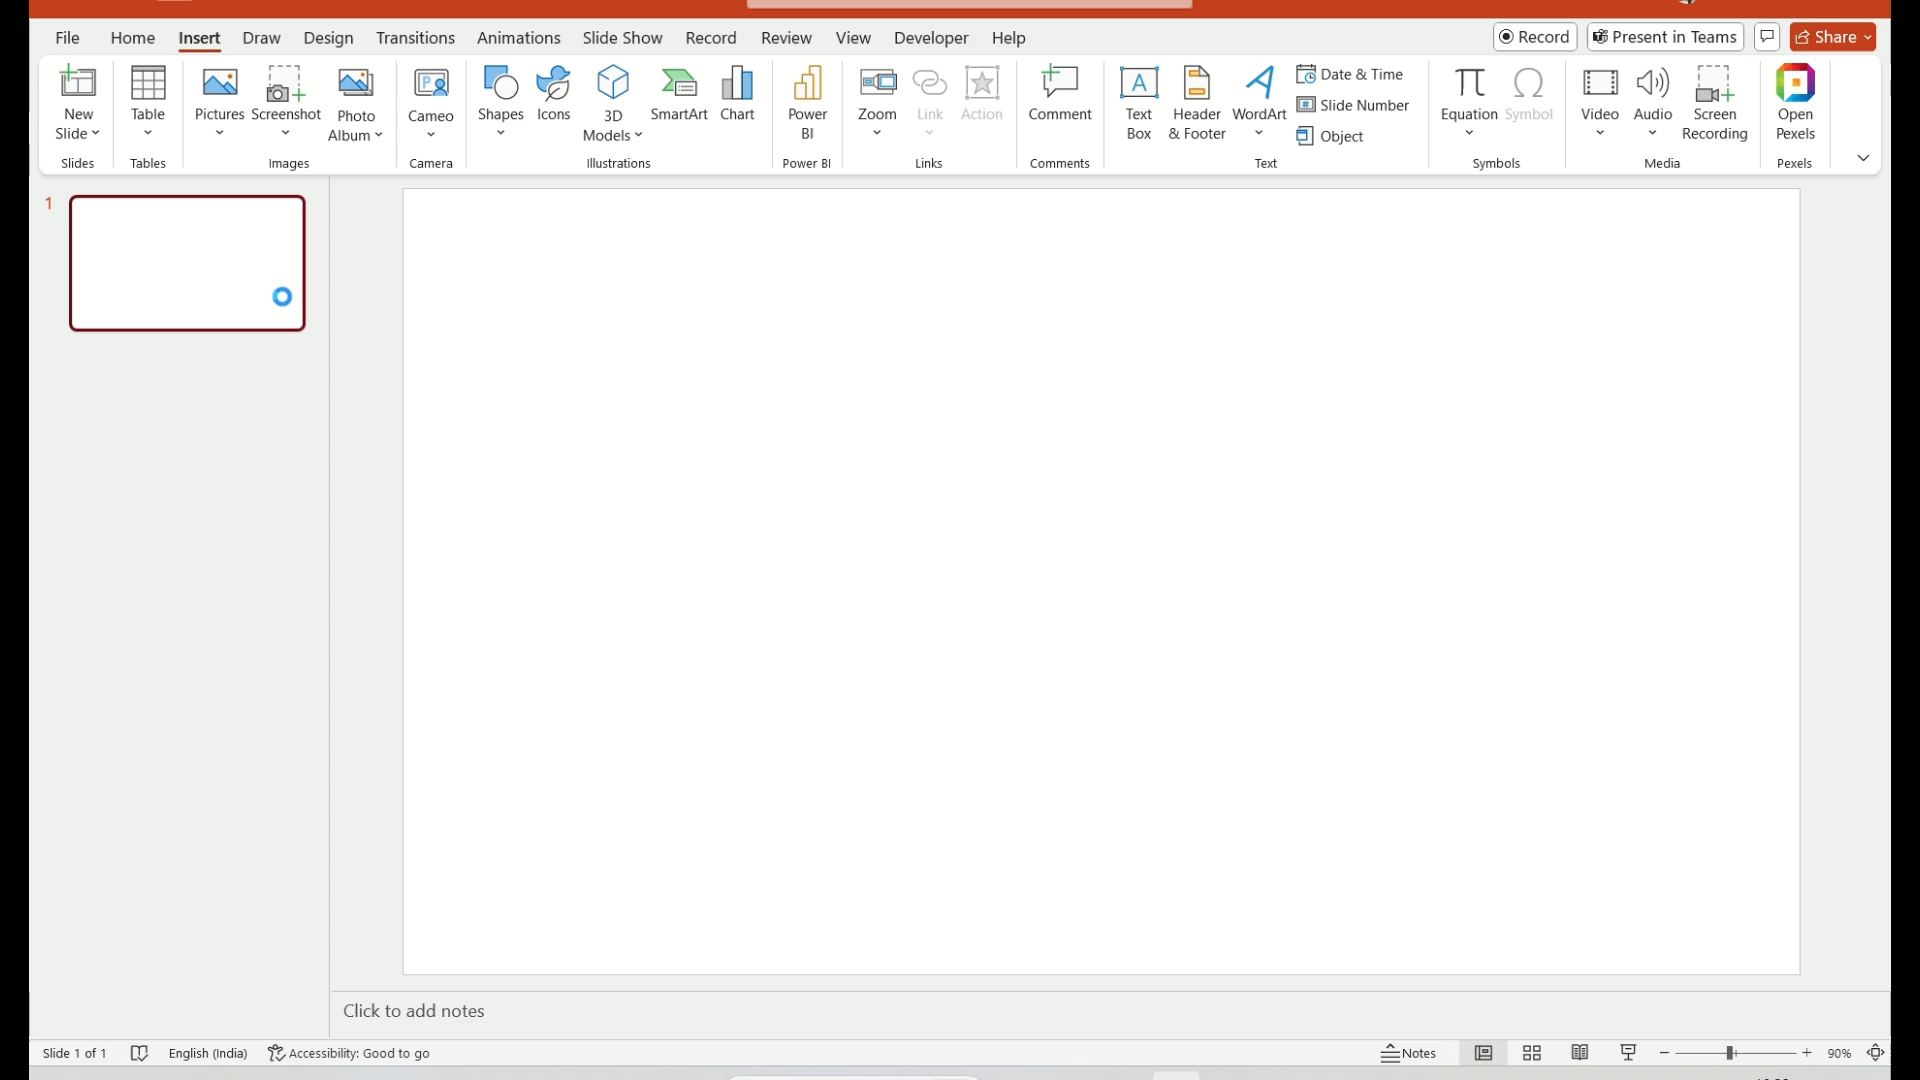 File Home Insert Draw Design Transitions Animations Slide Show Record Review View Developer Help Record Present in Teams Share
New Slide
Table
Pictures
Screenshot
Photo Album
Cameo
Shapes
Icons
3D Models
SmartArt
Chart
Power BI
Zoom
Link
Action
Comment
Text Box
Header & Footer
WordArt
Date & Time
Slide Number
Object
Equation
Symbol
Video
Audio
Screen Recording
Open Pexels
Slides Tables Images Camera Illustrations Power BI Links Comments Text Symbols Media Pexels
1
Click to add notes
Slide 1 of 1 English (India) Accessibility: Good to go Notes 90%